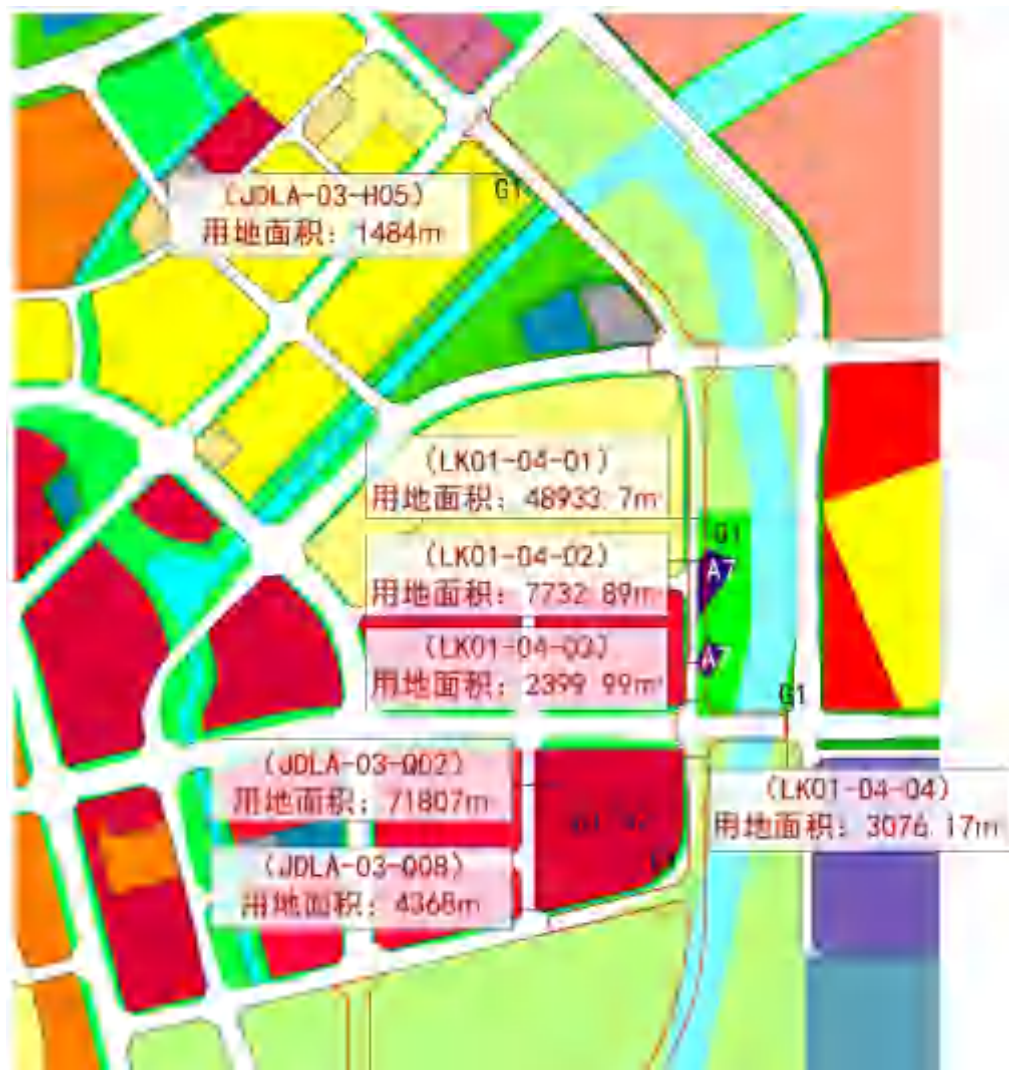 (JDLA-03-H05)
用地面积：1484m
G1
(LK01-04-01)
用地面积：48933.7m
G1
(LK01-04-02)
用地面积：7732.89m
A7
(LK01-04-03)
用地面积：2399.99m
A7
G1
(JDLA-03-Q02)
用地面积：71807m
(LK01-04-04)
用地面积：3076.17m
(JDLA-03-Q08)
用地面积：4368m